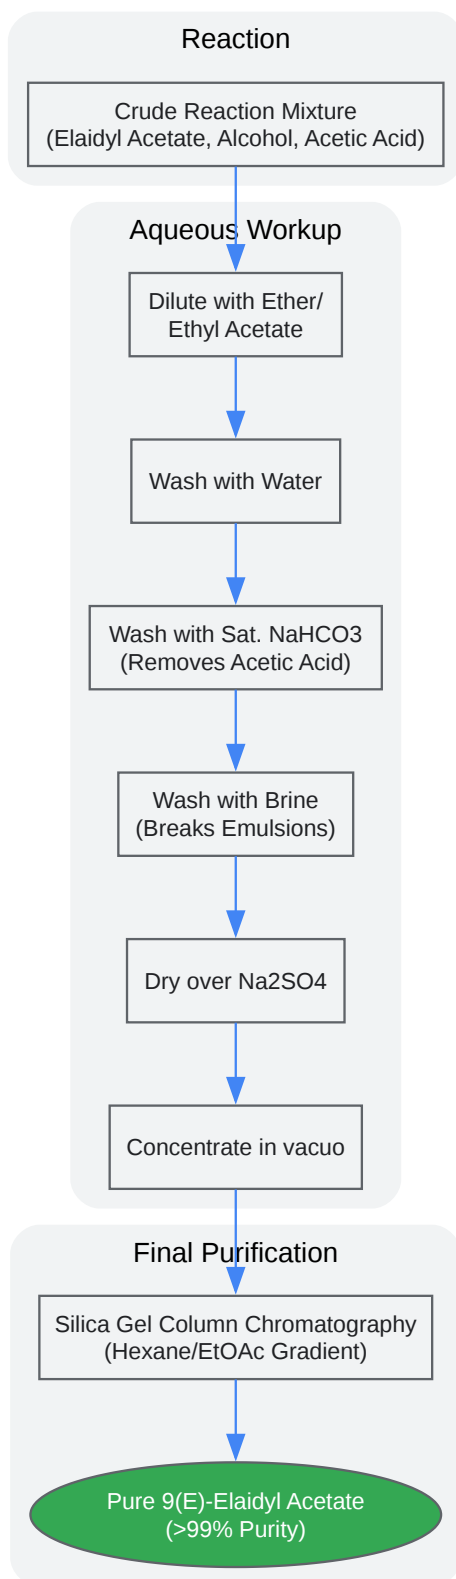 Reaction
Crude Reaction Mixture
(Elaidyl Acetate, Alcohol, Acetic Acid)
Aqueous Workup
Dilute with Ether/
Ethyl Acetate
Wash with Water
Wash with Sat. NaHCO3
(Removes Acetic Acid)
Wash with Brine
(Breaks Emulsions)
Dry over Na2SO4
Concentrate in vacuo
Final Purification
Silica Gel Column Chromatography
(Hexane/EtOAc Gradient)
Pure 9(E)-Elaidyl Acetate
(>99% Purity)